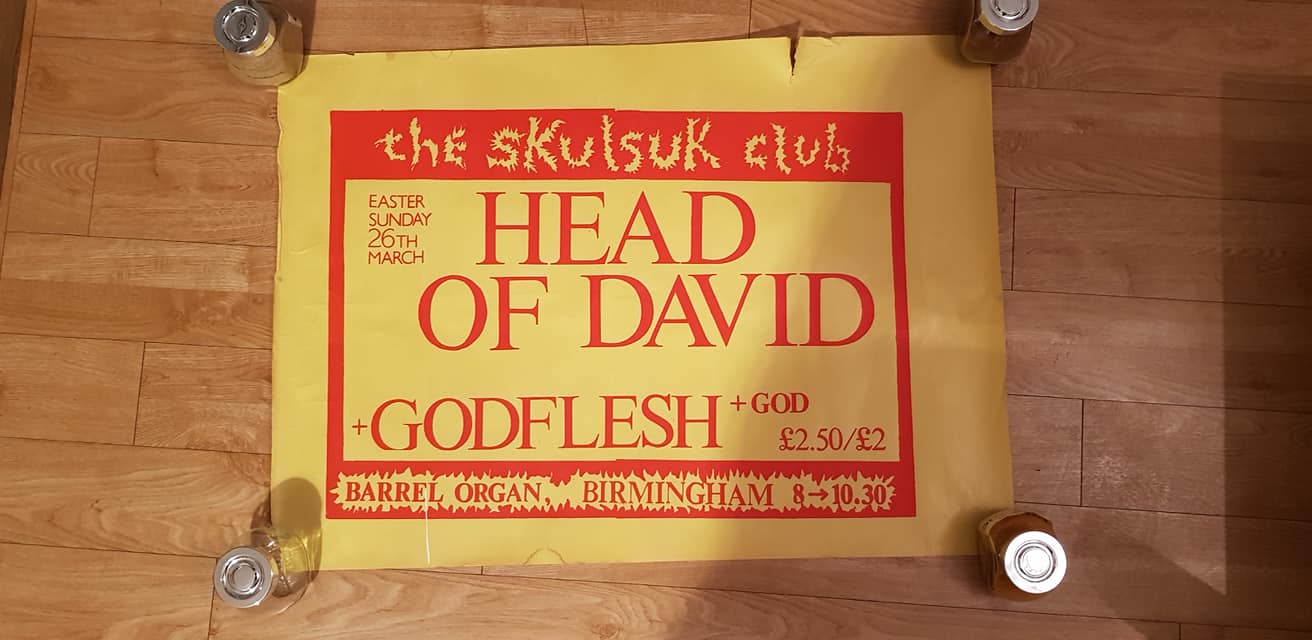 the skulsuk club
EASTER
SUNDAY
26TH
MARCH
HEAD
OF DAVID
+GODFLESH +GOD
£2.50/£2
BARREL ORGAN, BIRMINGHAM 8→10.30